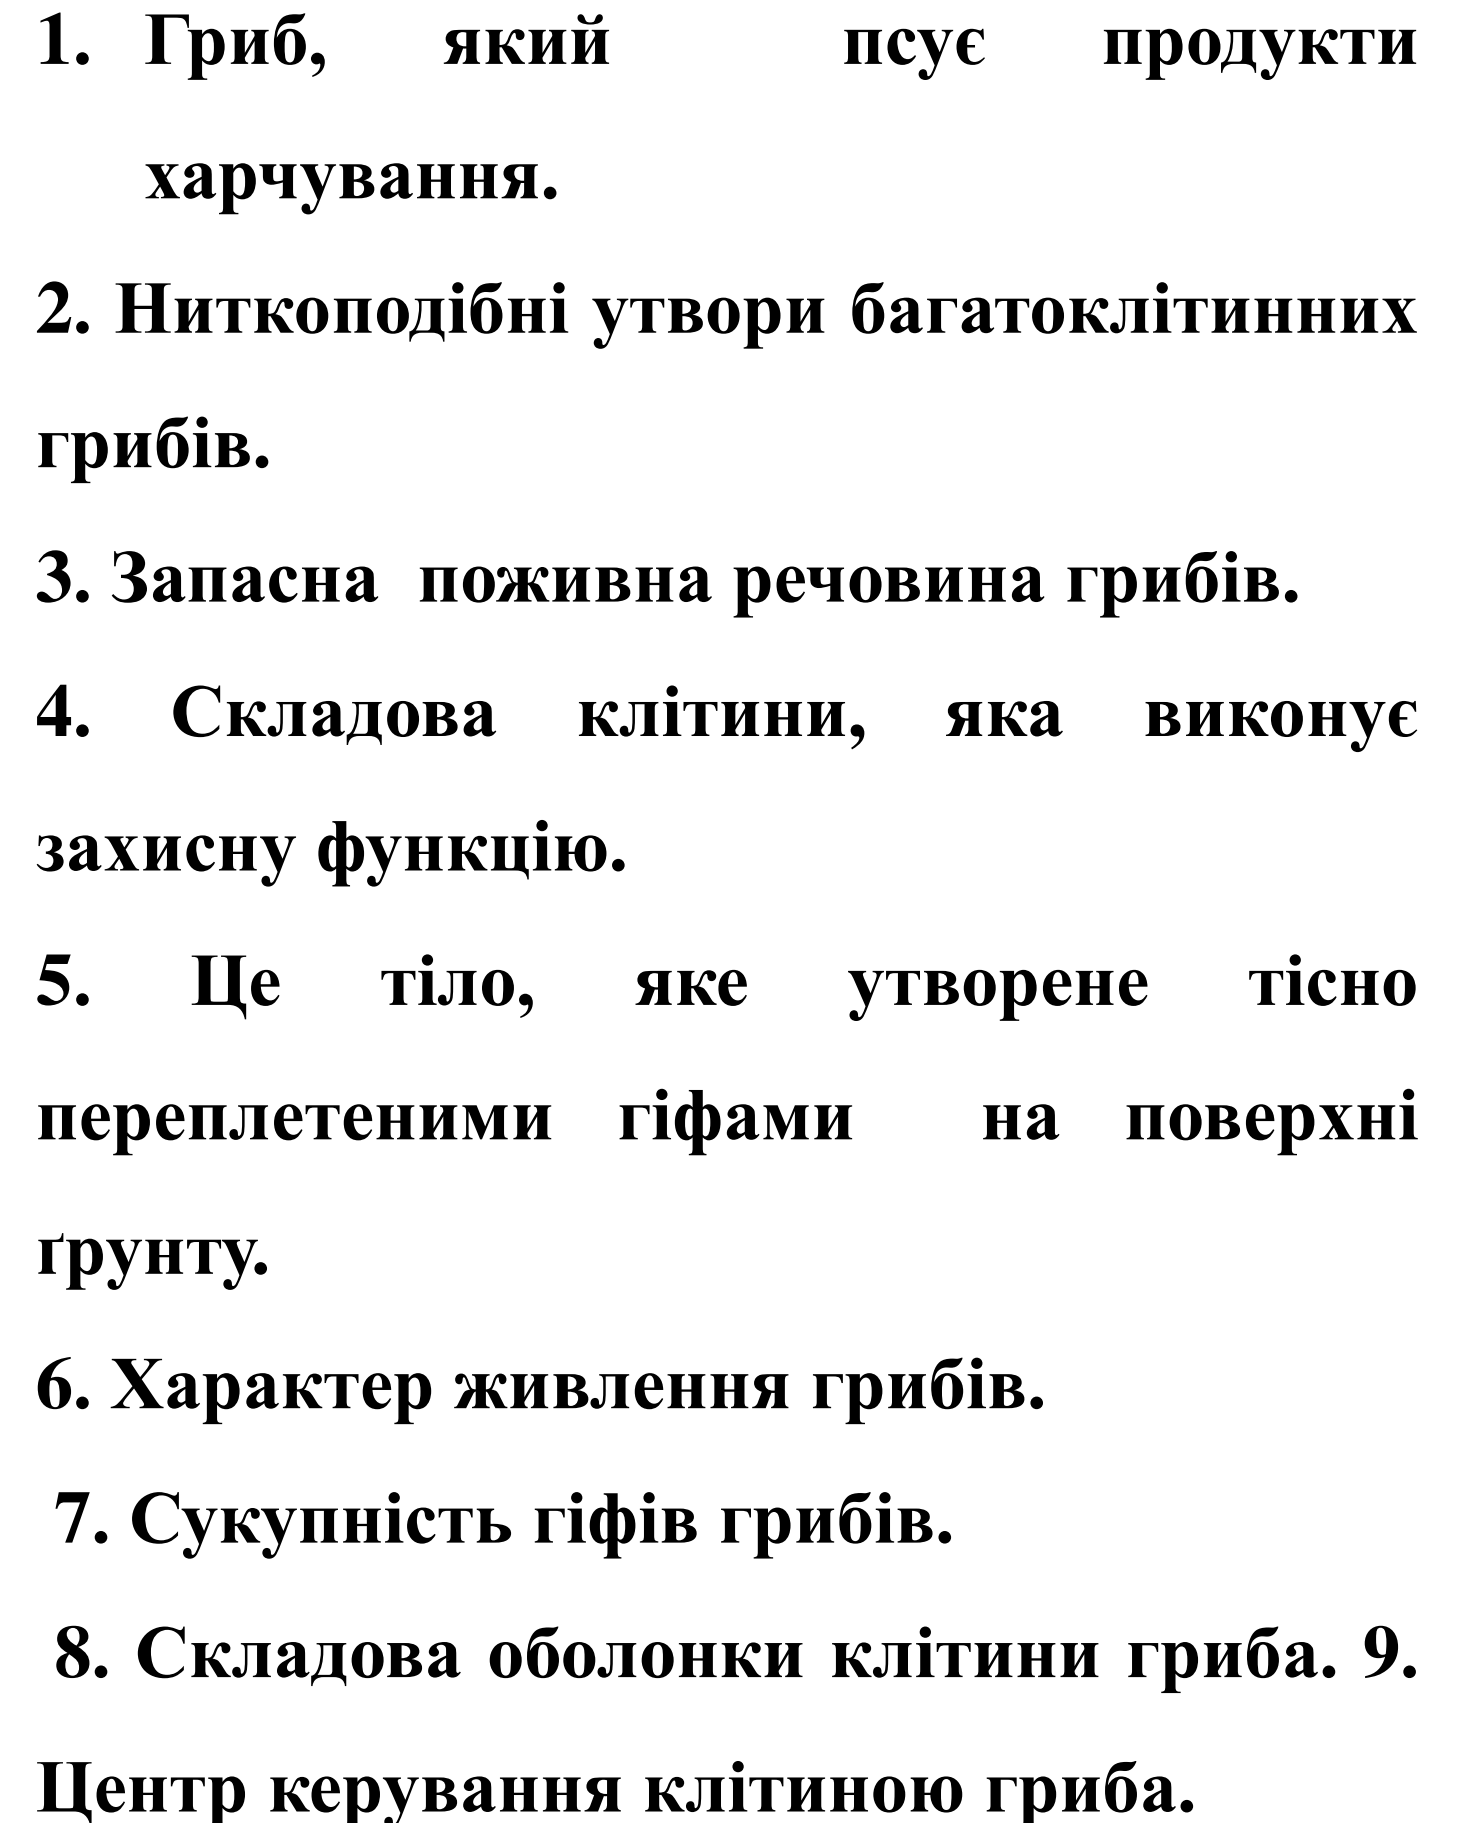 1. Гриб, який псує продукти
харчування.
2. Ниткоподібні утвори багатоклітинних
грибів.
3. Запасна поживна речовина грибів.
4. Складова клітини, яка виконує
захисну функцію.
5. Це тіло, яке утворене тісно
переплетеними гіфами на поверхні
ґрунту.
6. Характер живлення грибів.
7. Сукупність гіфів грибів.
8. Складова оболонки клітини гриба. 9.
Центр керування клітиною гриба.